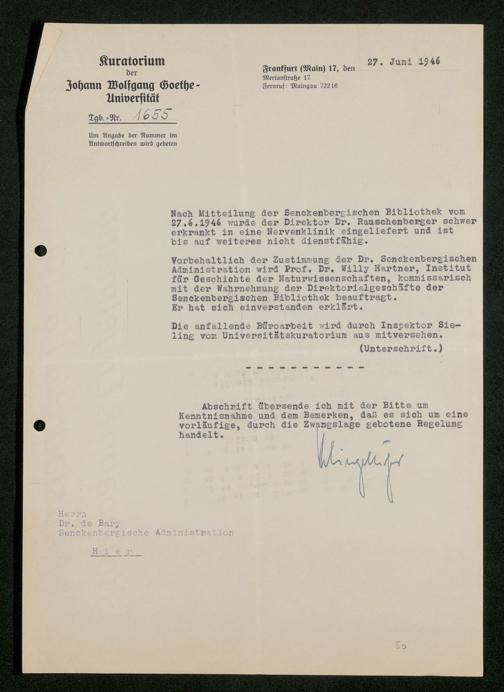 Kuratorium
der
Johann Wolfgang Goethe-
Universität
Tgb.-Nr. 1655
Um Angabe der Nummer im
Antwortschreiben wird gebeten
Frankfurt (Main) 17, den 27. Juni 1946
Mertonstraße 17
Fernruf: Maingau 72216
Nach Mitteilung der Senckenbergischen Bibliothek vom
27.6.1946 wurde der Direktor Dr. Rauschenberger schwer
erkrankt in eine Nervenklinik eingeliefert und ist
bis auf weiteres nicht dienstfähig.
Vorbehaltlich der Zustimmung der Dr. Senckenbergischen
Administration wird Prof. Dr. Willy Hartner, Institut
für Geschichte der Naturwissenschaften, kommissarisch
mit der Wahrnehmung der Direktorialgeschäfte der
Senckenbergischen Bibliothek beauftragt.
Er hat sich einverstanden erklärt.
Die anfallende Büroarbeit wird durch Inspektor Sie-
ling vom Universitätskuratorium aus mitversehen.
(Unterschrift.)
- - - - - - - - - - -
Abschrift übersende ich mit der Bitte um
Kenntnisnahme und dem Bemerken, daß es sich um eine
vorläufige, durch die Zwangslage gebotene Regelung
handelt.
Herrn
Dr. de Bary
Senckenbergische Administration
Hier
50